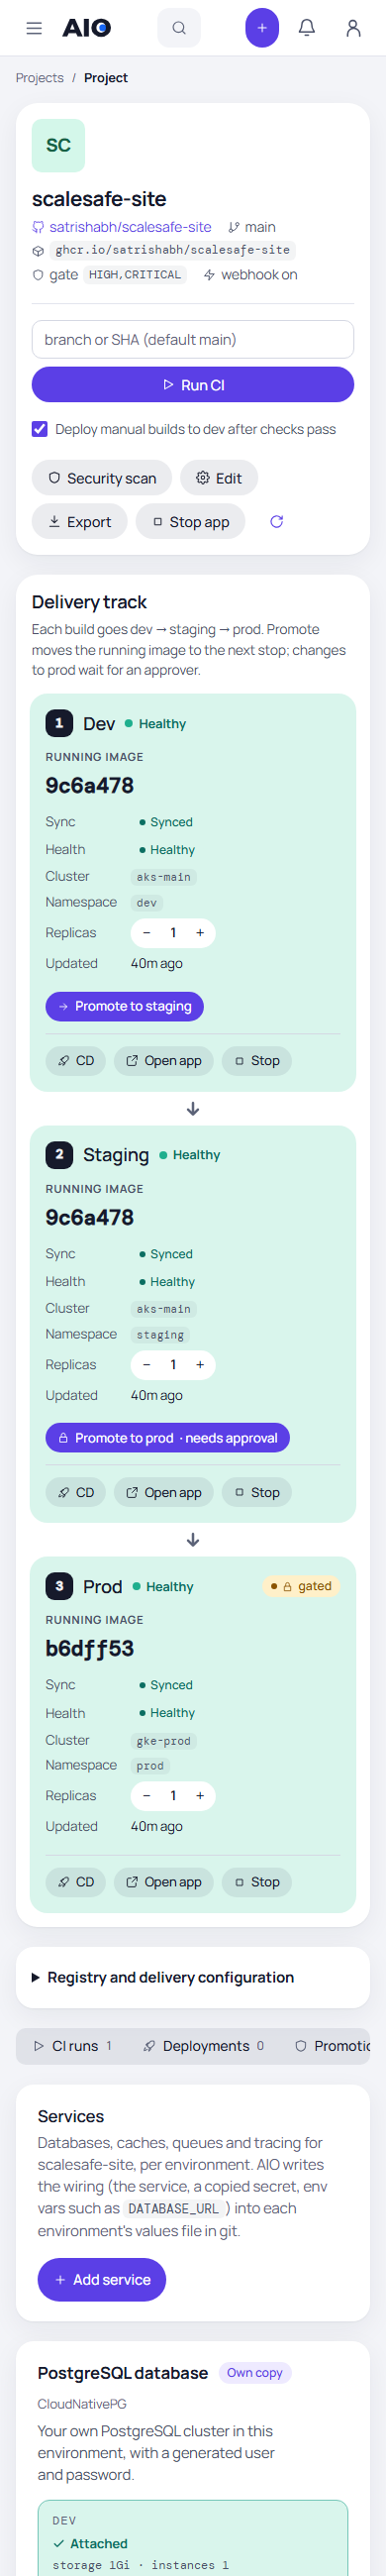 AIO
Projects / Project
SC
scalesafe-site
satrishabh/scalesafe-site main
ghcr.io/satrishabh/scalesafe-site
gate HIGH,CRITICAL webhook on
branch or SHA (default main)
Run CI
Deploy manual builds to dev after checks pass
Security scan Edit
Export Stop app
Delivery track
Each build goes dev → staging → prod. Promote
moves the running image to the next stop; changes
to prod wait for an approver.
1 Dev Healthy
RUNNING IMAGE
9c6a478
Sync Synced
Health Healthy
Cluster aks-main
Namespace dev
Replicas − 1 +
Updated 40m ago
Promote to staging
CD Open app Stop
2 Staging Healthy
RUNNING IMAGE
9c6a478
Sync Synced
Health Healthy
Cluster aks-main
Namespace staging
Replicas − 1 +
Updated 40m ago
Promote to prod · needs approval
CD Open app Stop
3 Prod Healthy gated
RUNNING IMAGE
b6dff53
Sync Synced
Health Healthy
Cluster gke-prod
Namespace prod
Replicas − 1 +
Updated 40m ago
CD Open app Stop
Registry and delivery configuration
CI runs 1 Deployments 0 Promotio
Services
Databases, caches, queues and tracing for
scalesafe-site, per environment. AIO writes
the wiring (the service, a copied secret, env
vars such as DATABASE_URL ) into each
environment's values file in git.
+ Add service
PostgreSQL database Own copy
CloudNativePG
Your own PostgreSQL cluster in this
environment, with a generated user
and password.
DEV
Attached
storage 1Gi · instances 1